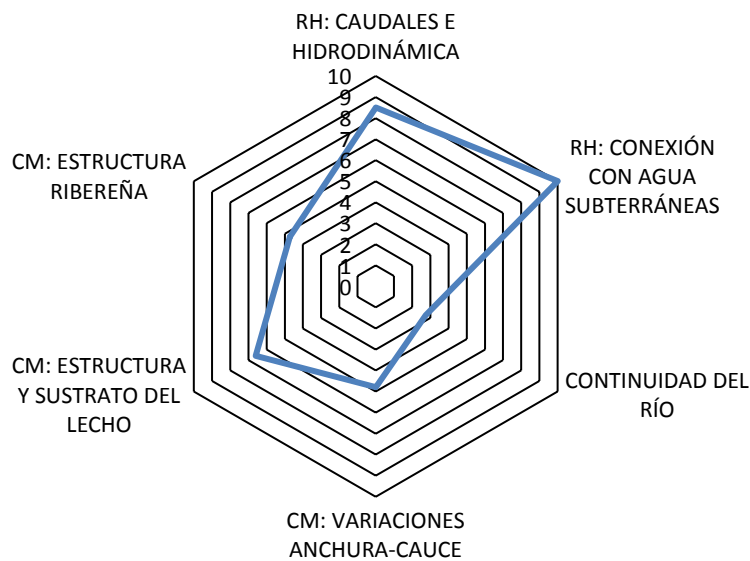 RH: CAUDALES E
HIDRODINÁMICA
10
9
8
7
6
5
4
3
2
1
0
RH: CONEXIÓN
CON AGUA
SUBTERRÁNEAS
CONTINUIDAD DEL
RÍO
CM: VARIACIONES
ANCHURA-CAUCE
CM: ESTRUCTURA
Y SUSTRATO DEL
LECHO
CM: ESTRUCTURA
RIBEREÑA